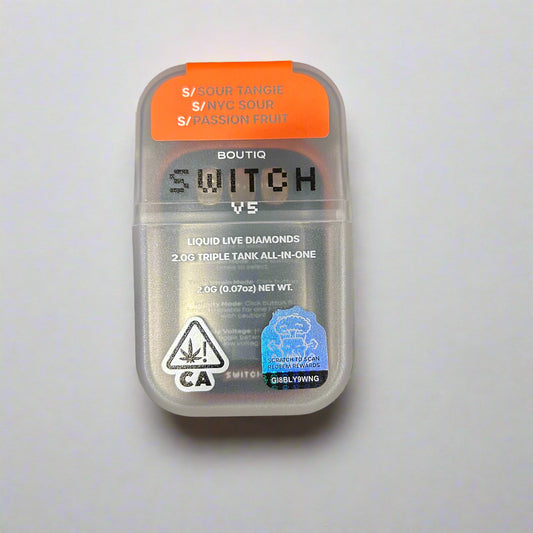 S/SOUR TANGIE
S/NYC SOUR
S/PASSION FRUIT
BOUTIQ
SWITCH
V5
LIQUID LIVE DIAMONDS
2.0G TRIPLE TANK ALL-IN-ONE
2.0G (0.07oz) NET WT.
CA
SCRATCH TO SCAN
REDEEM REWARDS
GI8BLY9WNG
SWITCH